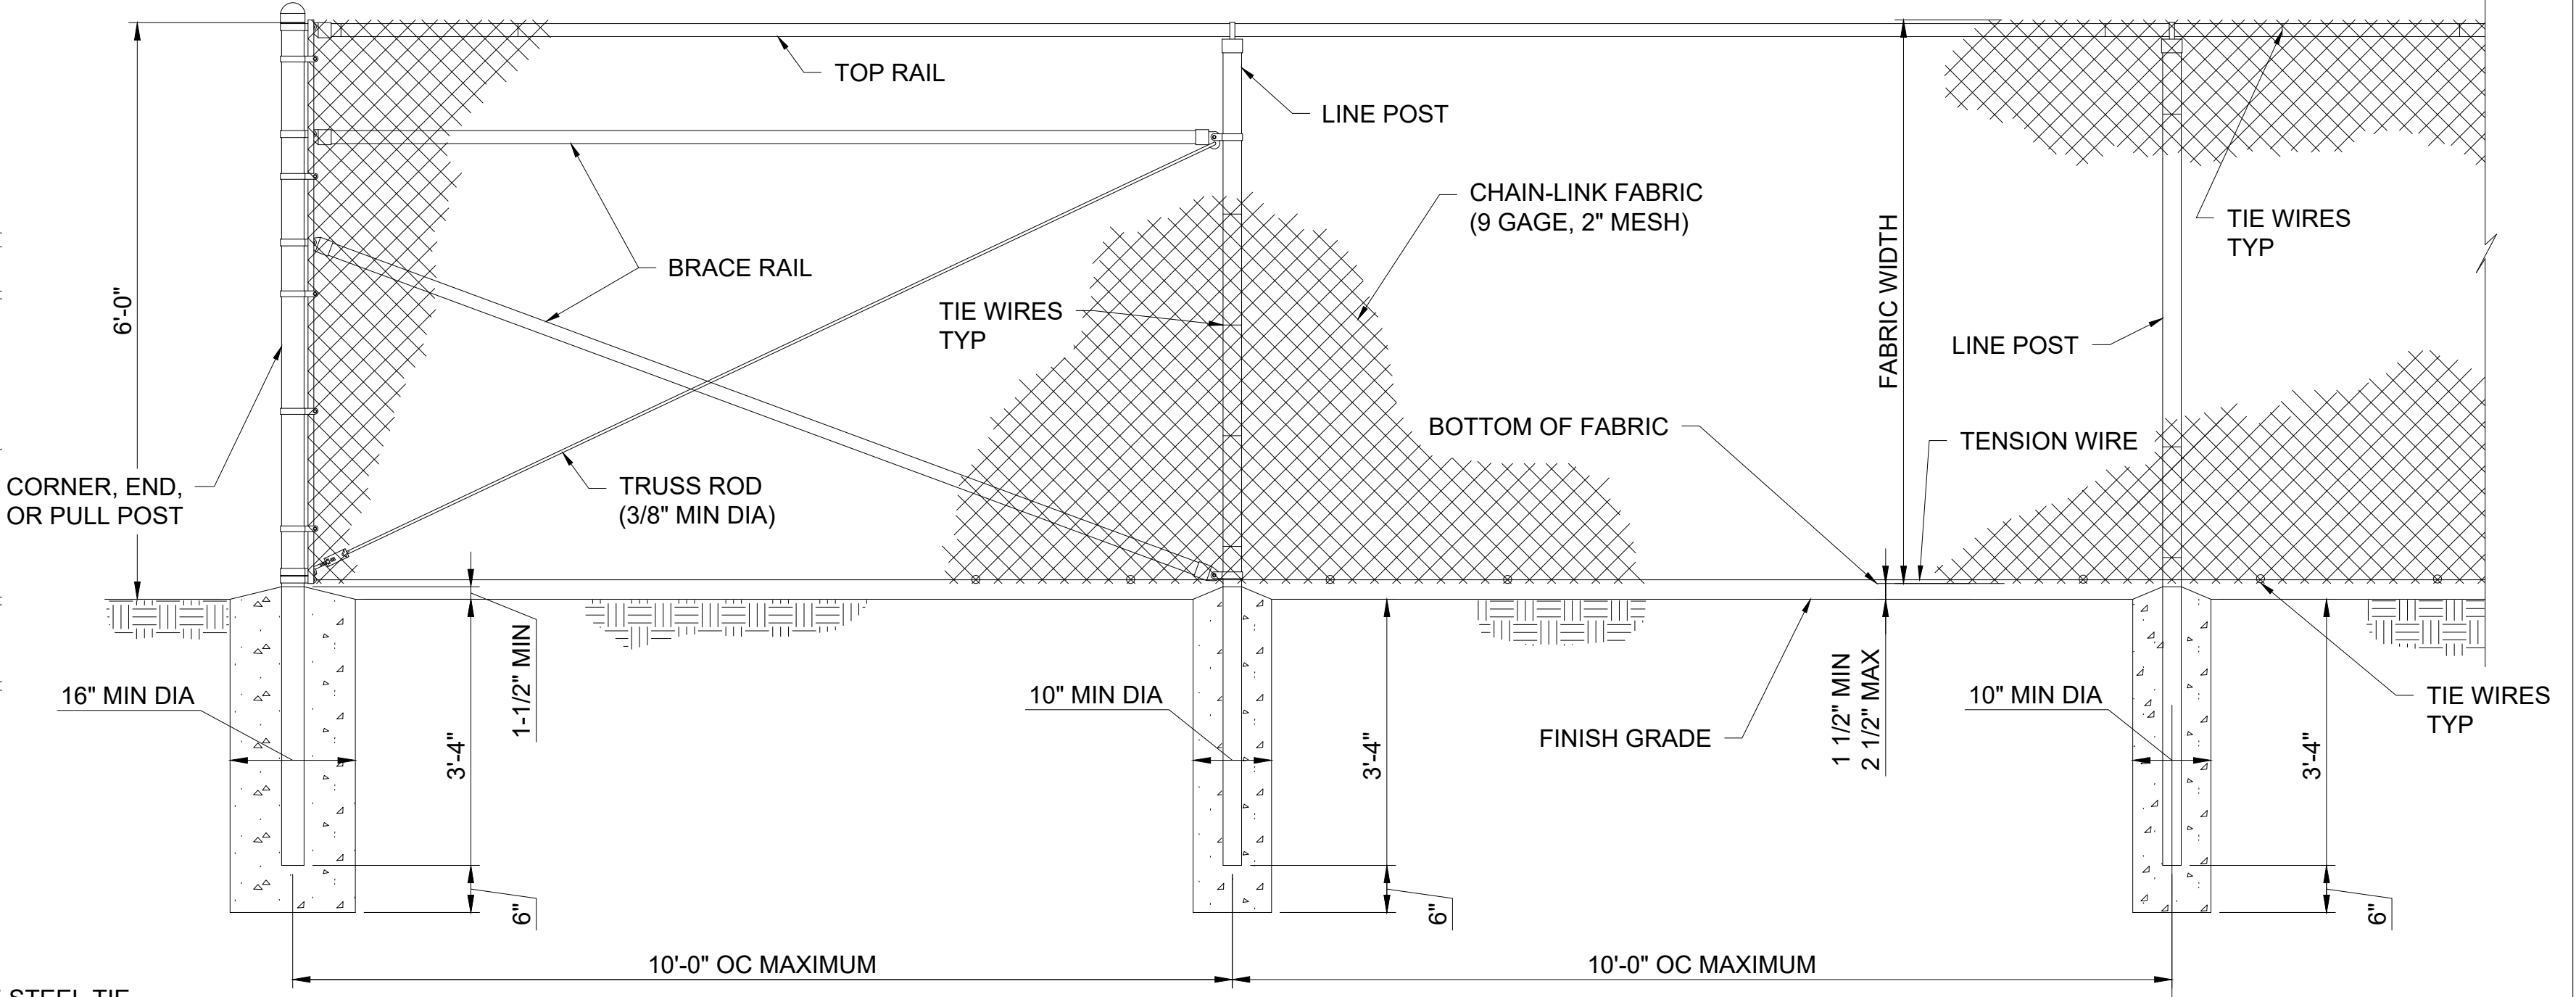 TOP RAIL
LINE POST
CHAIN-LINK FABRIC
(9 GAGE, 2" MESH)
TIE WIRES
TYP
FABRIC WIDTH
BRACE RAIL
6'-0"
TIE WIRES
TYP
LINE POST
BOTTOM OF FABRIC
TENSION WIRE
CORNER, END,
OR PULL POST
TRUSS ROD
(3/8" MIN DIA)
1-1/2" MIN
16" MIN DIA
10" MIN DIA
1 1/2" MIN
2 1/2" MAX
10" MIN DIA
TIE WIRES
TYP
FINISH GRADE
3'-4"
3'-4"
3'-4"
6"
6"
6"
10'-0" OC MAXIMUM
10'-0" OC MAXIMUM
STEEL TIE